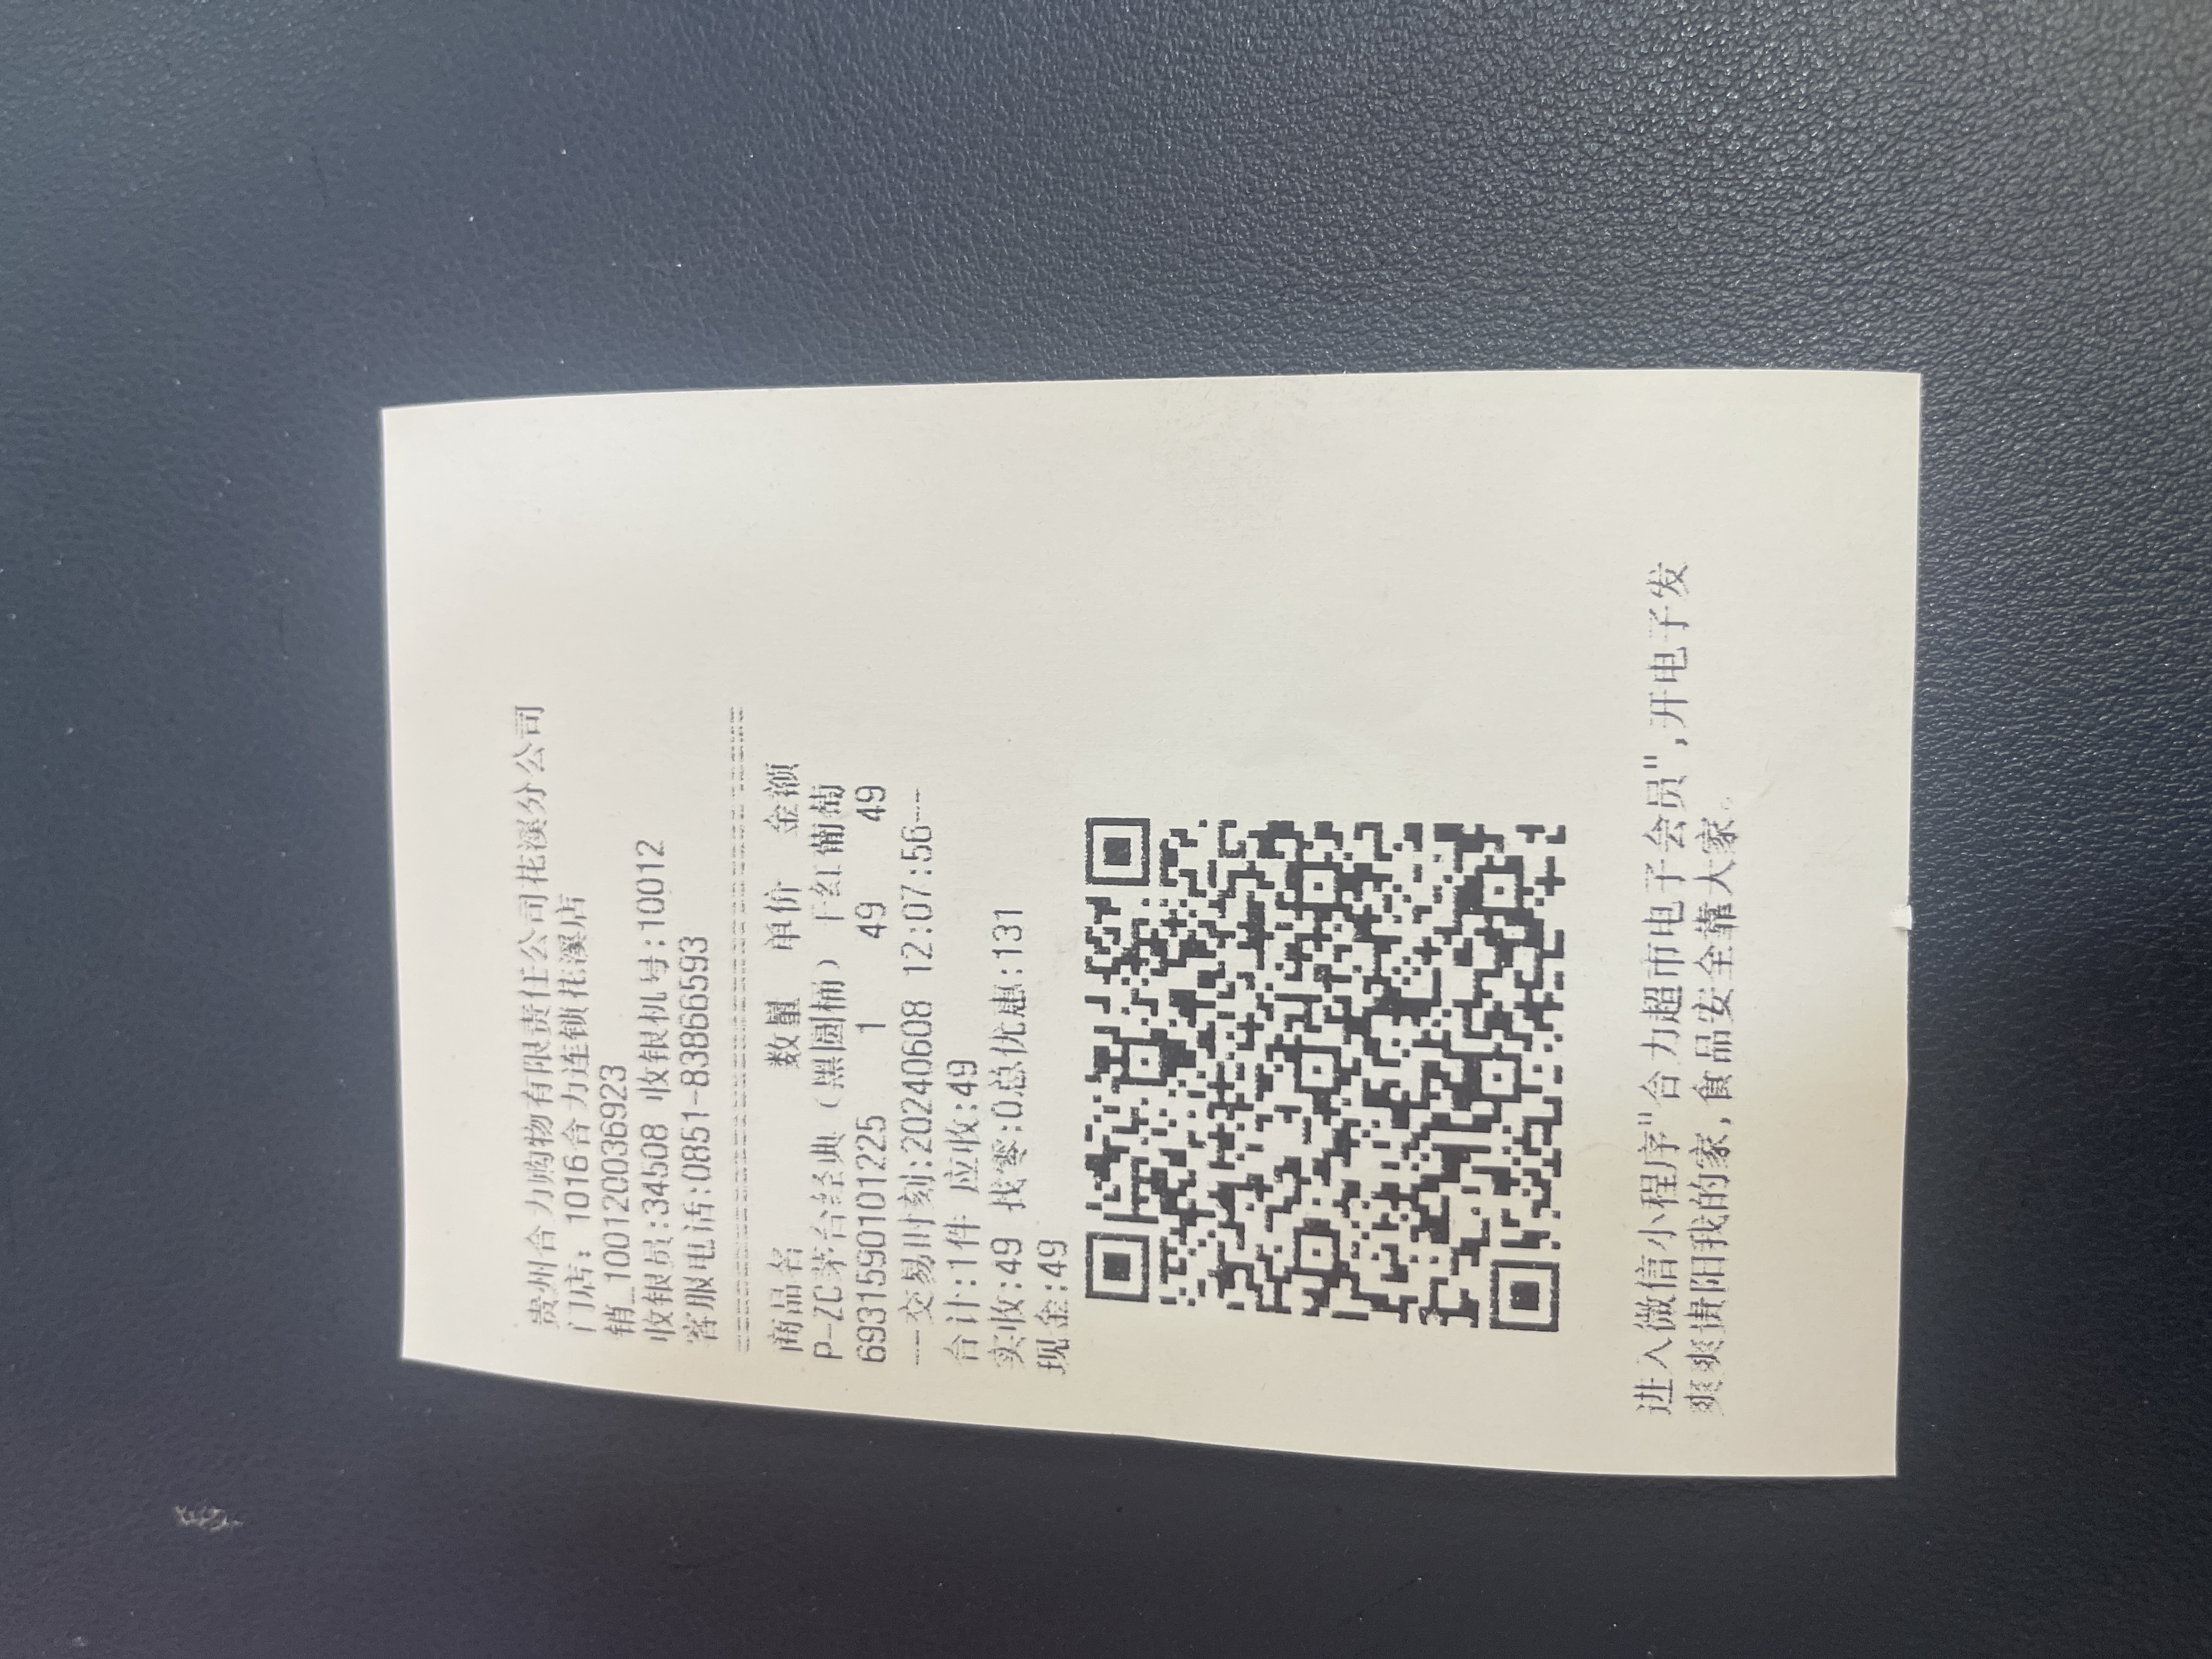 贵州合力购物有限责任公司花溪分公司
门店: 1016合力连锁花溪店
销_100120036923
收银员:34508 收银机号:10012
客服电话:0851-83866593
商品名 数量 单价 金额
P-ZC茅台经典（黑圆桶）干红葡萄
6931590101225 1 49 49
---交易时刻:20240608 12:07:56---
合计:1件 应收:49
实收:49 找零:0总优惠:131
现金:49
进入微信小程序"合力超市电子会员",开电子发
爽爽贵阳我的家,食品安全靠大家。